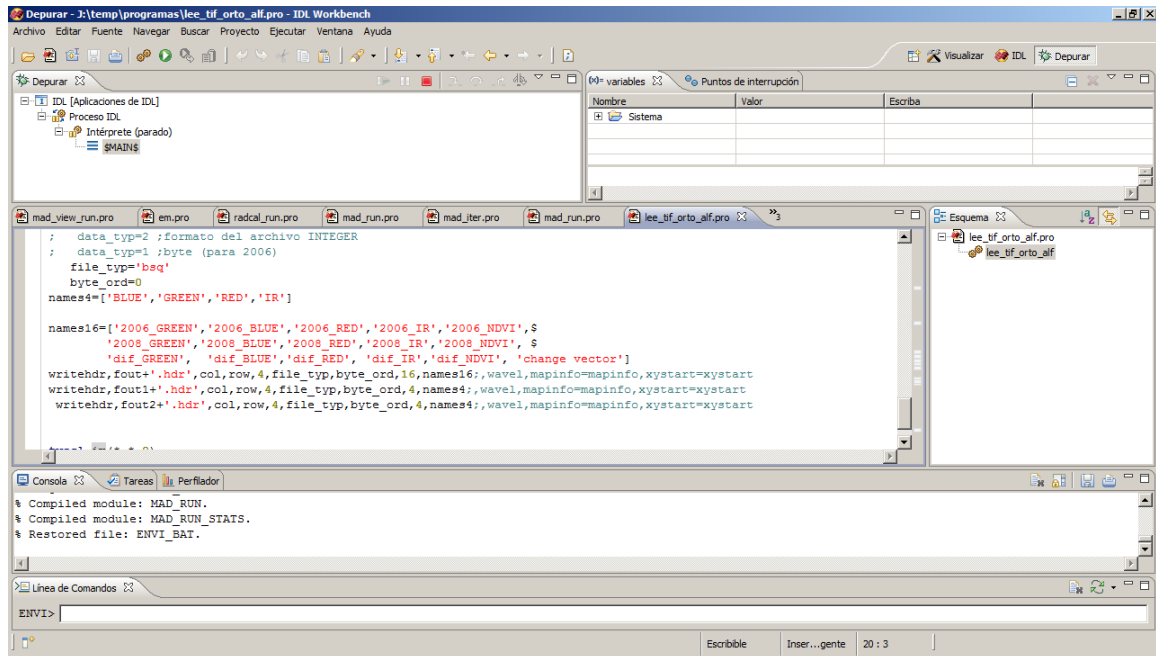 Depurar - J:\temp\programas\lee_tif_orto_alf.pro - IDL Workbench
Archivo Editar Fuente Navegar Buscar Proyecto Ejecutar Ventana Ayuda
Visualizar IDL Depurar
Depurar
IDL [Aplicaciones de IDL]
Proceso IDL
Intérprete (parado)
$MAIN$
(x)= variables Puntos de interrupción
Nombre Valor Escriba
Sistema
mad_view_run.pro em.pro radcal_run.pro mad_run.pro mad_iter.pro mad_run.pro lee_tif_orto_alf.pro »3
; data_typ=2 ;formato del archivo INTEGER
; data_typ=1 ;byte (para 2006)
file_typ='bsq'
byte_ord=0
names4=['BLUE','GREEN','RED','IR']
names16=['2006_GREEN','2006_BLUE','2006_RED','2006_IR','2006_NDVI',$
'2008_GREEN','2008_BLUE','2008_RED','2008_IR','2008_NDVI', $
'dif_GREEN', 'dif_BLUE','dif_RED', 'dif_IR','dif_NDVI', 'change vector']
writehdr,fout+'.hdr',col,row,4,file_typ,byte_ord,16,names16;,wavel,mapinfo=mapinfo,xystart=xystart
writehdr,fout1+'.hdr',col,row,4,file_typ,byte_ord,4,names4;,wavel,mapinfo=mapinfo,xystart=xystart
writehdr,fout2+'.hdr',col,row,4,file_typ,byte_ord,4,names4;,wavel,mapinfo=mapinfo,xystart=xystart
Esquema
lee_tif_orto_alf.pro
lee_tif_orto_alf
Consola Tareas Perfilador
% Compiled module: MAD_RUN.
% Compiled module: MAD_RUN_STATS.
% Restored file: ENVI_BAT.
Línea de Comandos
ENVI>
Escribible Inser...gente 20 : 3